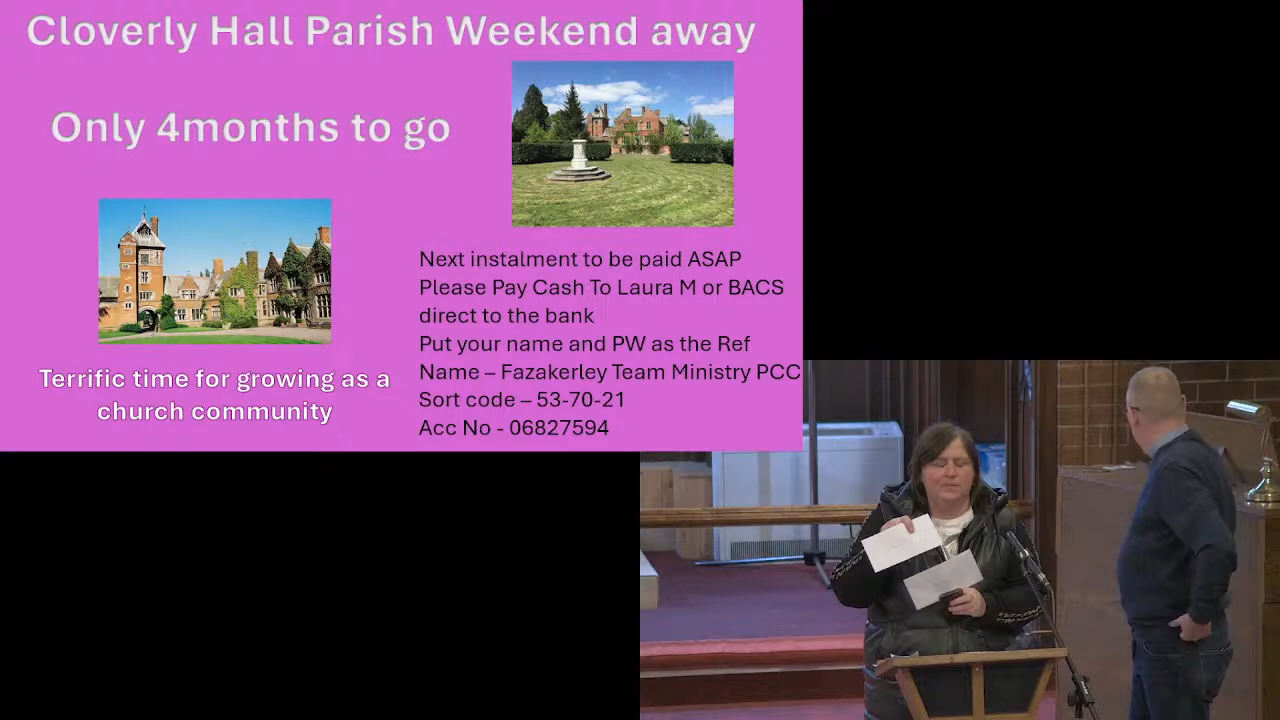 Cloverly Hall Parish Weekend away
Only 4months to go
Terrific time for growing as a
church community
Next instalment to be paid ASAP
Please Pay Cash To Laura M or BACS
direct to the bank
Put your name and PW as the Ref
Name – Fazakerley Team Ministry PCC
Sort code – 53-70-21
Acc No - 06827594